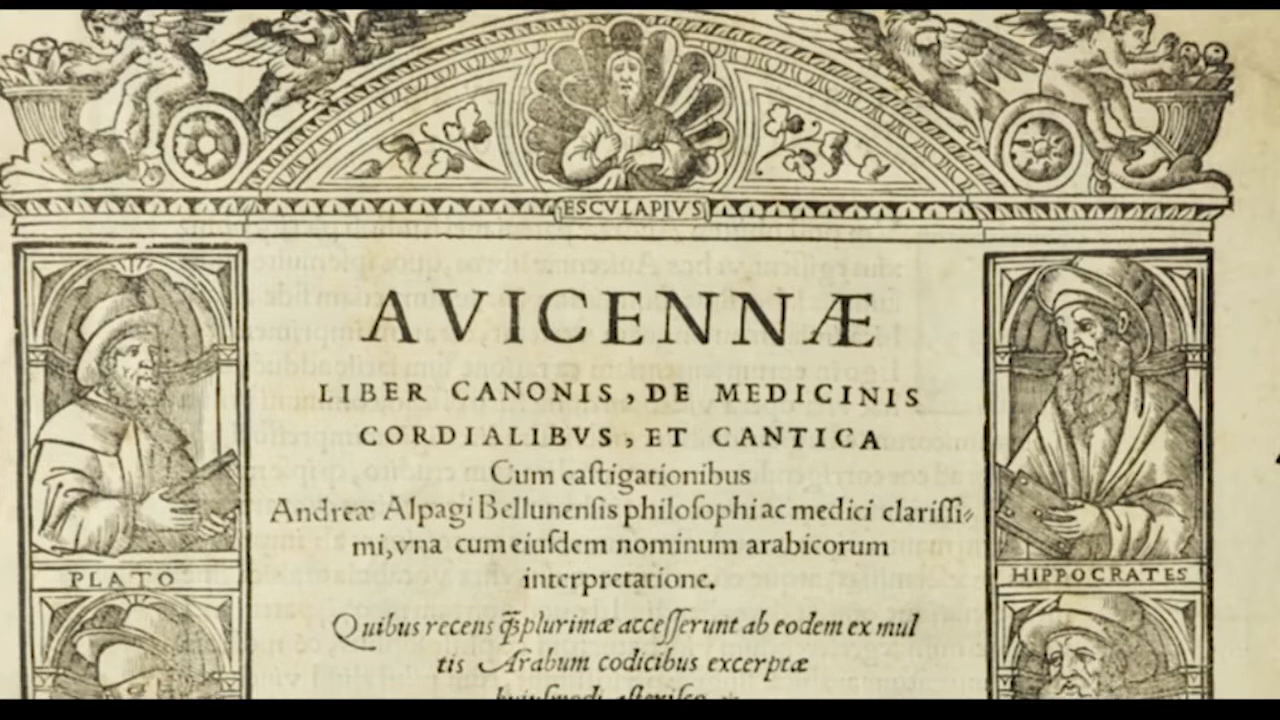 ESCVLAPIVS
AVICENNÆ
LIBER CANONIS, DE MEDICINIS
CORDIALIBVS ET CANTICA
Cum caſtigationibus
Andreæ Alpagi Bellunenſis philoſophi ac medici clariſſi⸗
mi, vna cum eiuſdem nominum arabicorum
interpretatione.
PLATO
HIPPOCRATES
Quibus recens q̃plurimæ acceſſerunt ab eodem ex mul
tis Arabum codicibus excerptæ